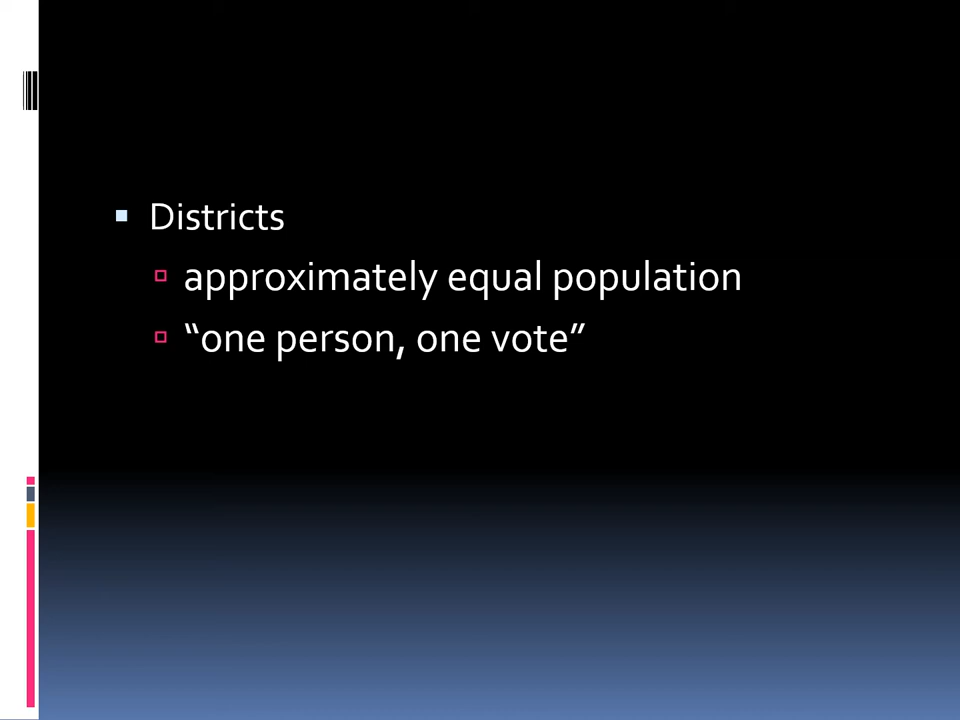 Districts
approximately equal population
“one person, one vote”